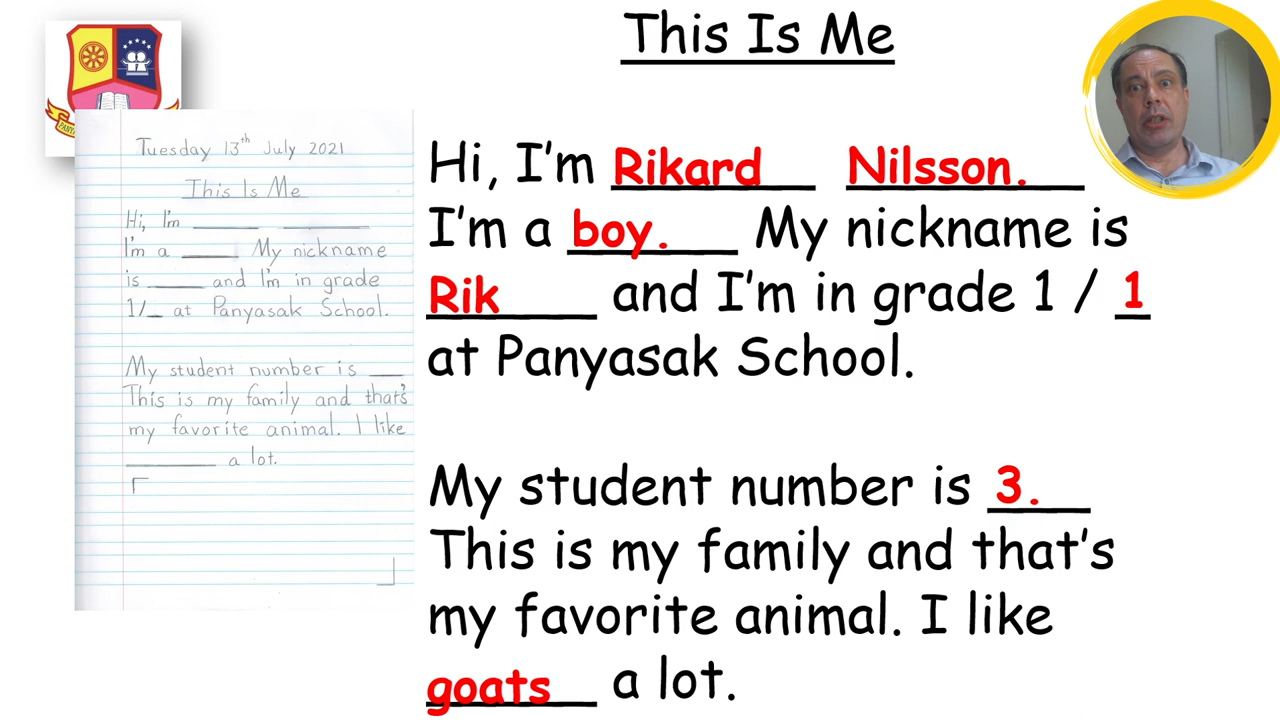 This Is Me
Hi, I'm Rikard Nilsson.
I'm a boy. My nickname is
Rik and I'm in grade 1 / 1
at Panyasak School.
My student number is 3.
This is my family and that's
my favorite animal. I like
goats a lot.
Tuesday 13th July 2021
This Is Me
Hi, I'm
I'm a My nickname
is and I'm in grade
1/_ at Panyasak School.
My student number is
This is my family and that's
my favorite animal. I like
a lot.